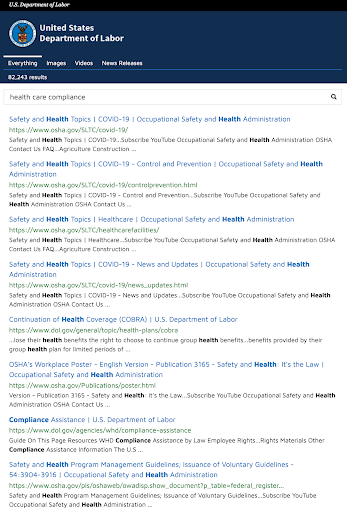 U.S. Department of Labor
United States
Department of Labor
Everything Images Videos News Releases
82,243 results
health care compliance
Safety and Health Topics | COVID-19 | Occupational Safety and Health Administration
https://www.osha.gov/SLTC/covid-19/
Safety and Health Topics | COVID-19...Subscribe YouTube Occupational Safety and Health Administration OSHA
Contact Us FAQ...Agriculture Construction ...
Safety and Health Topics | COVID-19 - Control and Prevention | Occupational Safety and Health
Administration
https://www.osha.gov/SLTC/covid-19/controlprevention.html
Safety and Health Topics | COVID-19 - Control and Prevention...Subscribe YouTube Occupational Safety and
Health Administration OSHA Contact Us ...
Safety and Health Topics | Healthcare | Occupational Safety and Health Administration
https://www.osha.gov/SLTC/healthcarefacilities/
Safety and Health Topics | Healthcare...Subscribe YouTube Occupational Safety and Health Administration OSHA
Contact Us FAQ...Agriculture Construction ...
Safety and Health Topics | COVID-19 - News and Updates | Occupational Safety and Health
Administration
https://www.osha.gov/SLTC/covid-19/news_updates.html
Safety and Health Topics | COVID-19 - News and Updates...Subscribe YouTube Occupational Safety and Health
Administration OSHA Contact Us ...
Continuation of Health Coverage (COBRA) | U.S. Department of Labor
https://www.dol.gov/general/topic/health-plans/cobra
...lose their health benefits the right to choose to continue group health benefits...benefits provided by their
group health plan for limited periods of ...
OSHA's Workplace Poster - English Version - Publication 3165 - Safety and Health: It's the Law |
Occupational Safety and Health Administration
https://www.osha.gov/Publications/poster.html
Version - Publication 3165 - Safety and Health: It's the Law...Subscribe YouTube Occupational Safety and
Health Administration OSHA Contact Us ...
Compliance Assistance | U.S. Department of Labor
https://www.dol.gov/agencies/whd/compliance-assistance
Guide On This Page Resources WHD Compliance Assistance by Law Employee Rights...Rights Materials Other
Compliance Assistance Information The U.S ...
Safety and Health Program Management Guidelines; Issuance of Voluntary Guidelines -
54:3904-3916 | Occupational Safety and Health Administration
https://www.osha.gov/pls/oshaweb/owadisp.show_document?p_table=federal_register...
Safety and Health Program Management Guidelines; Issuance of Voluntary Guidelines...Subscribe YouTube
Occupational Safety and Health Administration ...